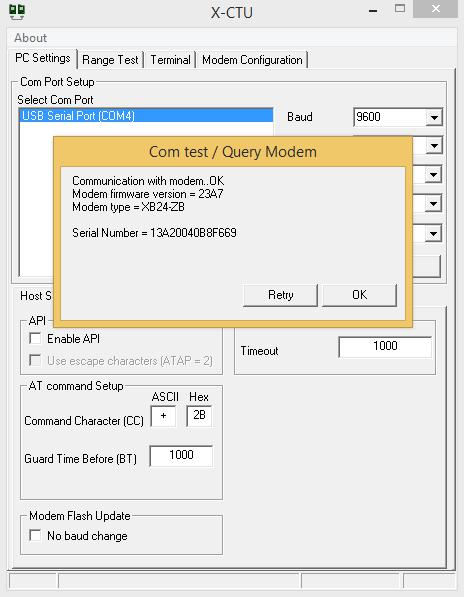 X-CTU
About
PC Settings Range Test Terminal Modem Configuration
Com Port Setup
Select Com Port
USB Serial Port (COM4)
Baud 9600
Com test / Query Modem
Communication with modem..OK
Modem firmware version = 23A7
Modem type = XB24-ZB
Serial Number = 13A20040B8F669
Retry OK
Host S
API
Enable API
Use escape characters (ATAP = 2)
Timeout 1000
AT command Setup
ASCII Hex
Command Character (CC) + 2B
Guard Time Before (BT) 1000
Modem Flash Update
No baud change